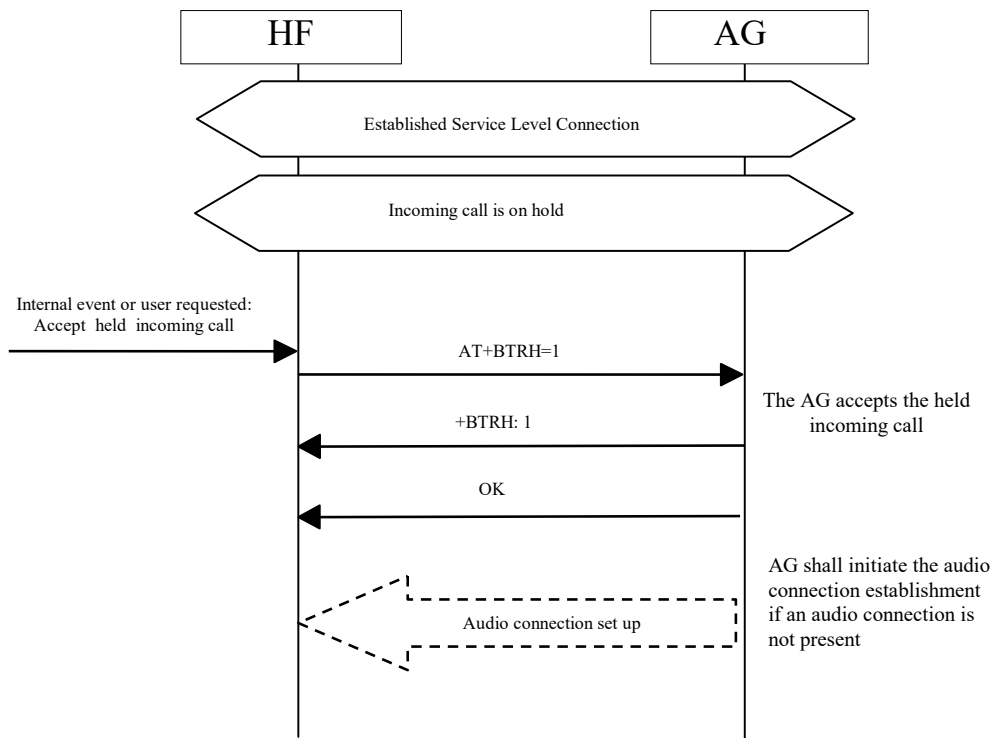 HF
AG
Established Service Level Connection
Incoming call is on hold
Internal event or user requested:
Accept held incoming call
AT+BTRH=1
The AG accepts the held
incoming call
+BTRH: 1
OK
AG shall initiate the audio
connection establishment
if an audio connection is
not present
Audio connection set up